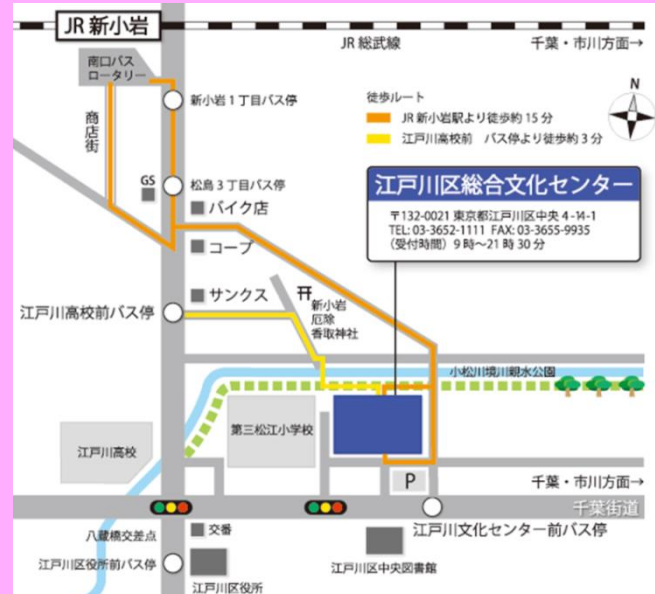 JR 新小岩
JR 総武線
千葉・市川方面→
南口バス
ロータリー
新小岩1丁目バス停
徒歩ルート
JR新小岩駅より徒歩約15分
江戸川高校前 バス停より徒歩約3分
N
商店街
GS
松島3丁目バス停
バイク店
江戸川区総合文化センター
〒132-0021 東京都江戸川区中央4-14-1
TEL: 03-3652-1111 FAX: 03-3655-9935
(受付時間) 9時〜21時30分
コープ
サンクス
新小岩
厄除
香取神社
江戸川高校前バス停
小松川境川親水公園
第三松江小学校
江戸川高校
P
千葉・市川方面→
千葉街道
八蔵橋交差点
交番
江戸川文化センター前バス停
江戸川区役所前バス停
江戸川区役所
江戸川区中央図書館